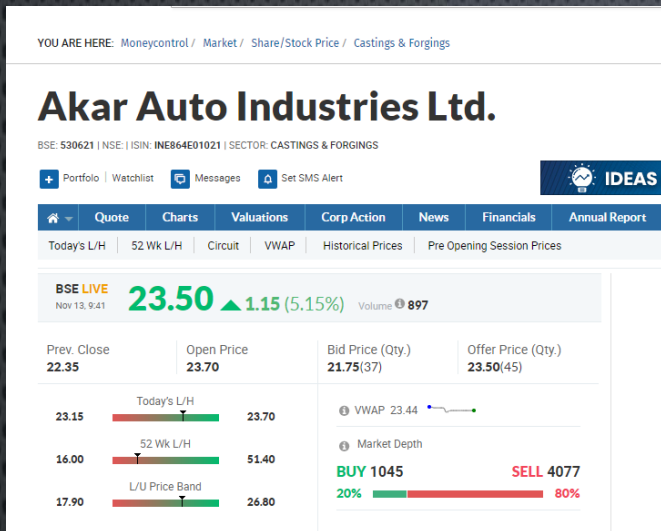 YOU ARE HERE: Moneycontrol / Market / Share/Stock Price / Castings & Forgings
Akar Auto Industries Ltd.
BSE: 530621 | NSE: | ISIN: INE864E01021 | SECTOR: CASTINGS & FORGINGS
Portfolo | Watchlist Messages Set SMS Alert
IDEAS
Quote Charts Valuations Corp Action News Financials Annual Report
Today's L/H 52 Wk L/H Circuit VWAP Historical Prices Pre Opening Session Prices
BSE LIVE
Nov 13, 9:41
23.50 1.15 (5.15%) Volume 897
Prev. Close Open Price Bid Price (Qty.) Offer Price (Qty.)
22.35 23.70 21.75(37) 23.50(45)
Today's L/H
23.15 23.70
VWAP 23.44
52 Wk L/H
16.00 51.40
Market Depth
BUY 1045 SELL 4077
L/U Price Band
17.90 26.80
20% 80%